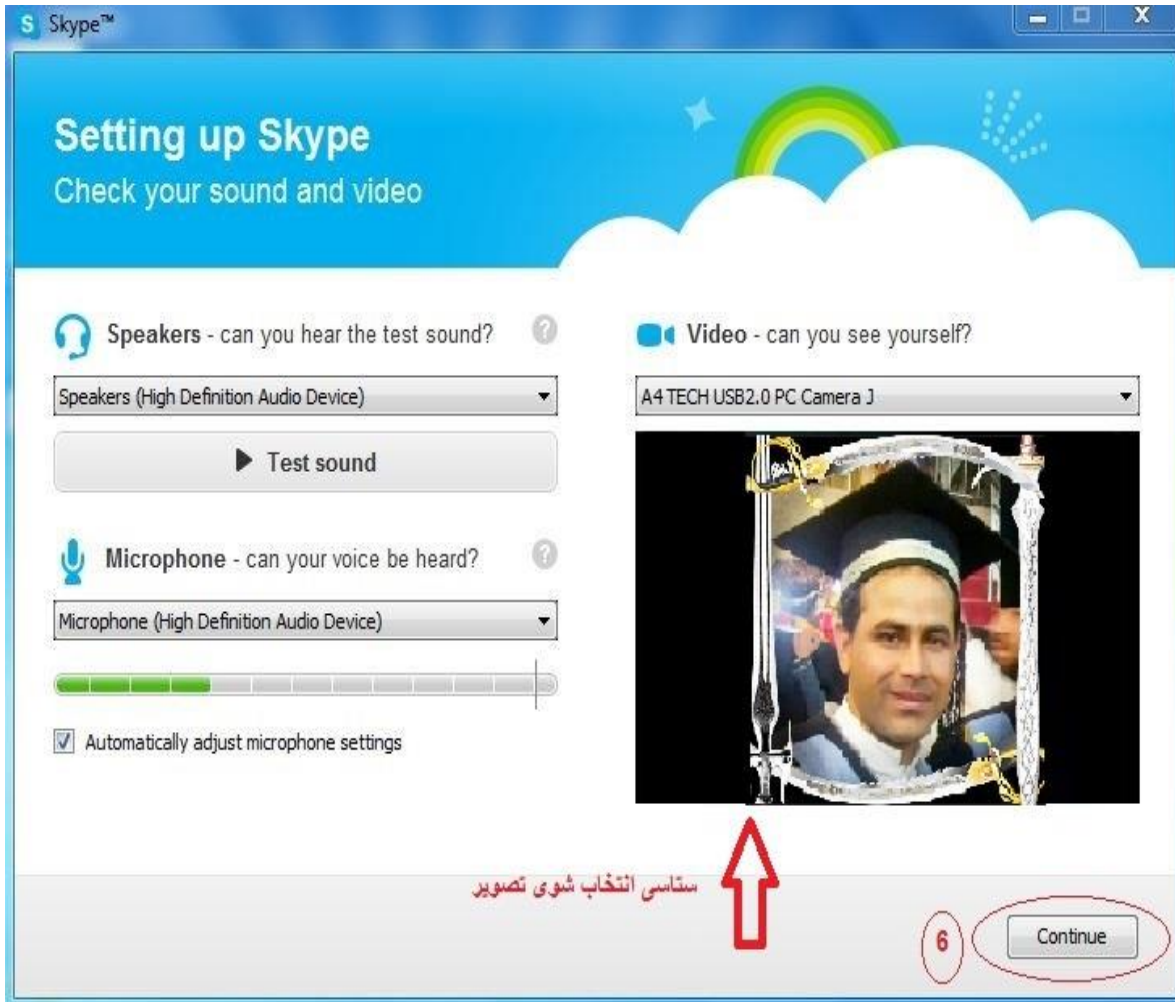 Skype™
Setting up Skype
Check your sound and video
Speakers - can you hear the test sound?
Speakers (High Definition Audio Device)
Test sound
Microphone - can your voice be heard?
Microphone (High Definition Audio Device)
Automatically adjust microphone settings
Video - can you see yourself?
A4 TECH USB2.0 PC Camera J
ستاسی انتخاب شوی تصویر
6
Continue